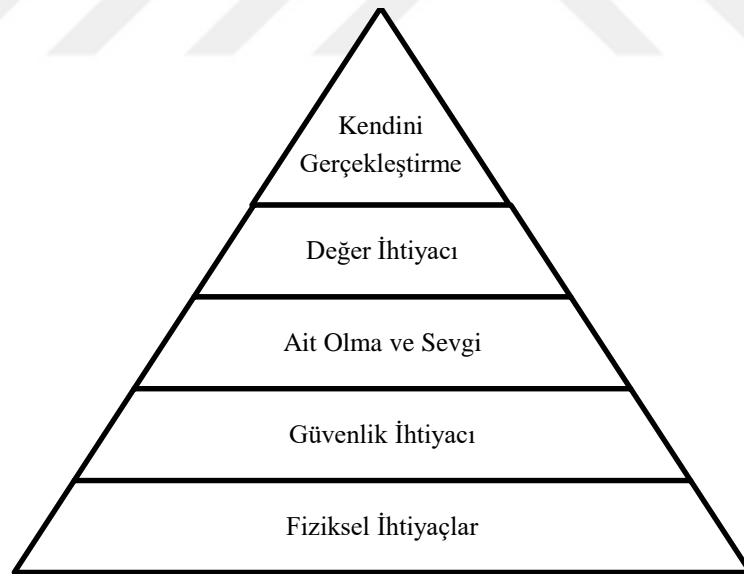 Kendini
Gerçekleştirme
Değer İhtiyacı
Ait Olma ve Sevgi
Güvenlik İhtiyacı
Fiziksel İhtiyaçlar